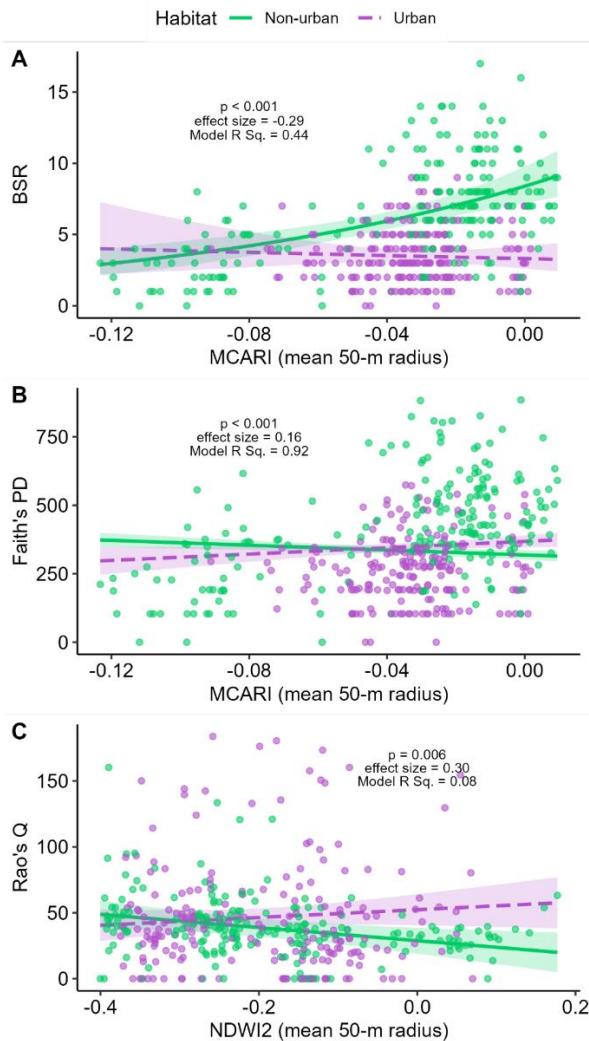 Habitat Non-urban Urban
A
p < 0.001
effect size = -0.29
Model R Sq. = 0.44
BSR
15
10
5
0
-0.12 -0.08 -0.04 0.00
MCARI (mean 50-m radius)
B
p < 0.001
effect size = 0.16
Model R Sq. = 0.92
Faith's PD
750
500
250
0
-0.12 -0.08 -0.04 0.00
MCARI (mean 50-m radius)
C
p = 0.006
effect size = 0.30
Model R Sq. = 0.08
Rao's Q
150
100
50
0
-0.4 -0.2 0.0 0.2
NDWI2 (mean 50-m radius)